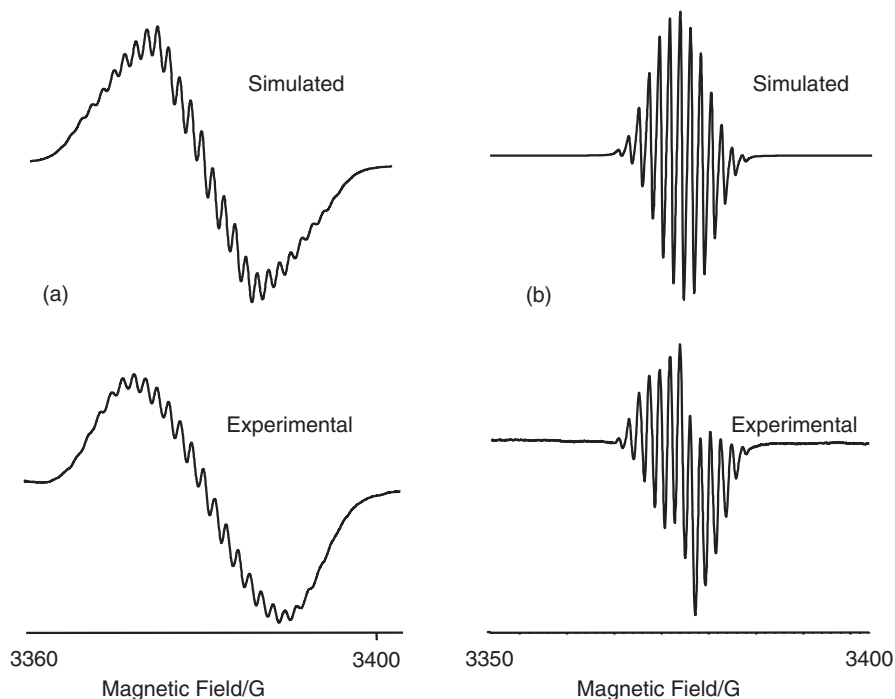 Simulated
Simulated
(a)
(b)
Experimental
Experimental
3360
3400
3350
3400
Magnetic Field/G
Magnetic Field/G